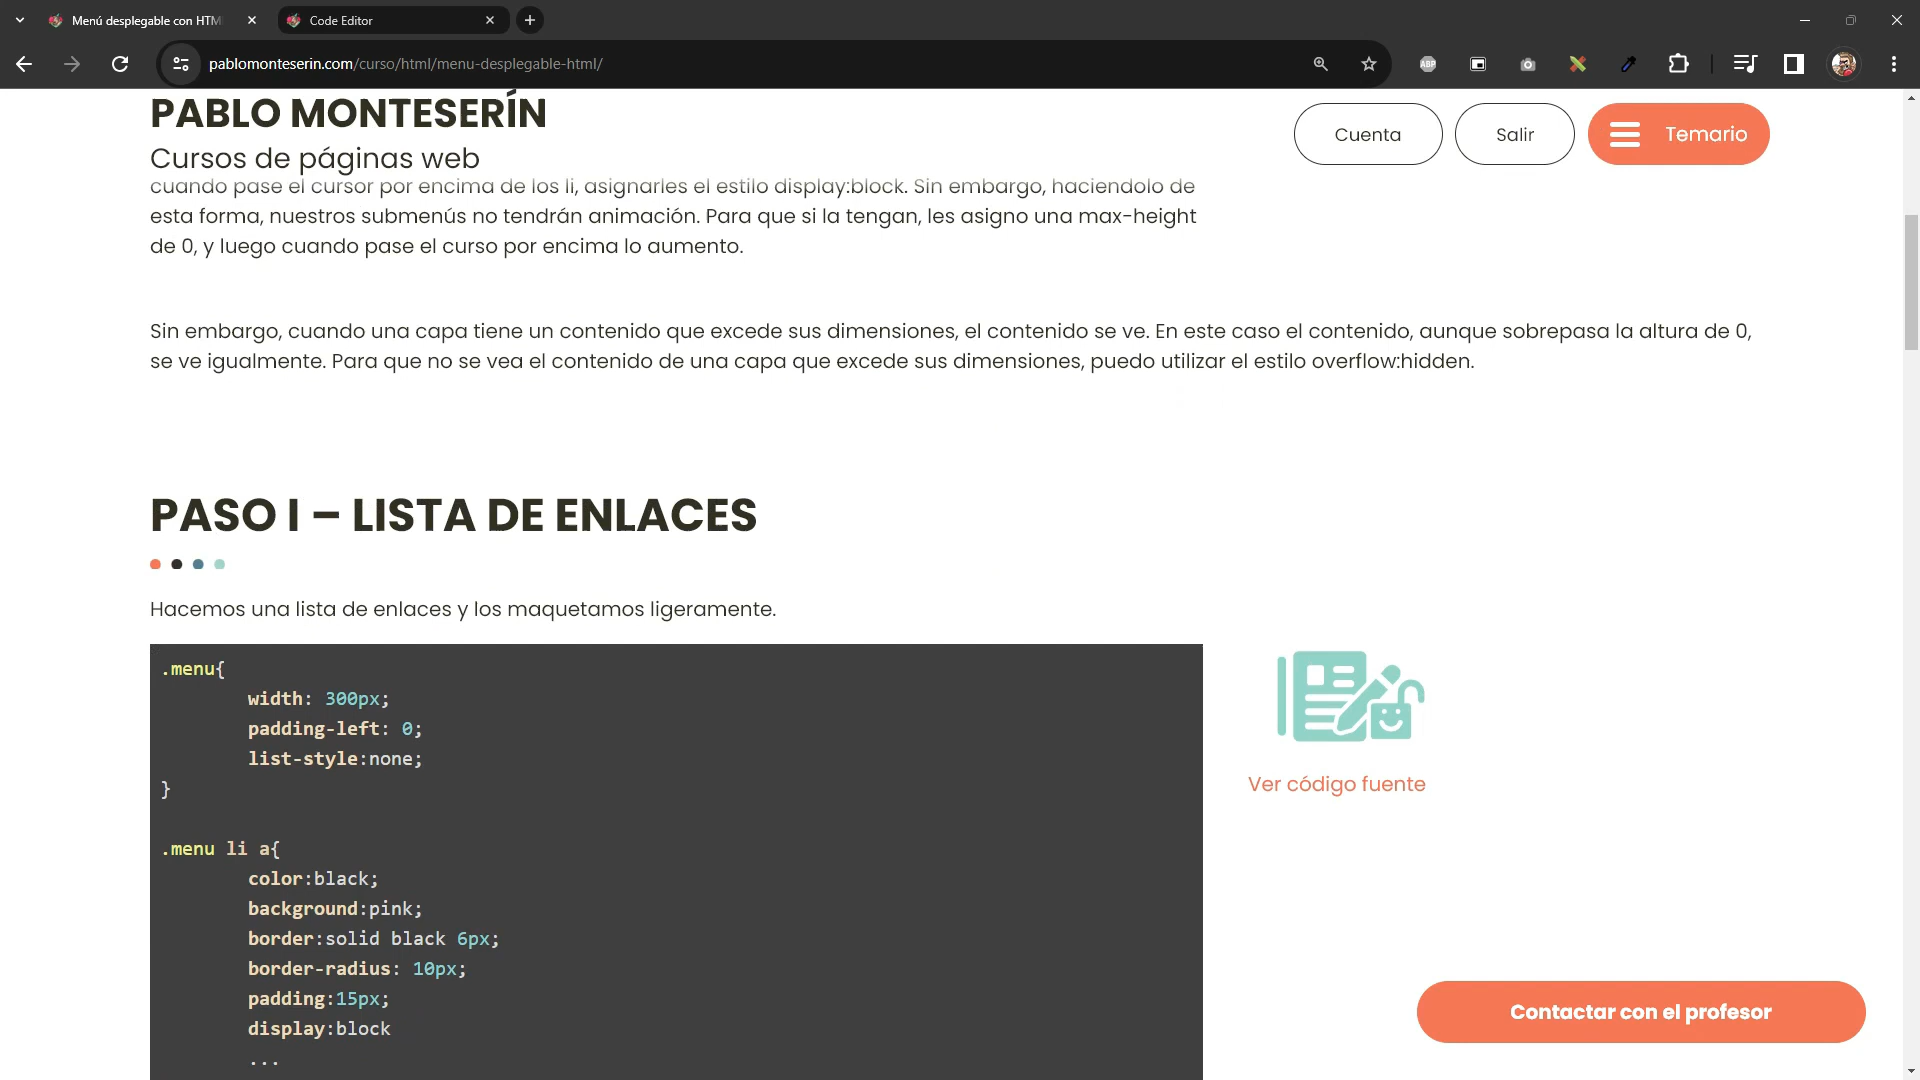 Menú desplegable con HTM
Code Editor
pablomonteserin.com/curso/html/menu-desplegable-html/
ABP
PABLO MONTESERÍN
Cursos de páginas web
Cuenta
Salir
Temario
cuando pase el cursor por encima de los li, asignarles el estilo display:block. Sin embargo, haciendolo de
esta forma, nuestros submenús no tendrán animación. Para que si la tengan, les asigno una max-height
de 0, y luego cuando pase el curso por encima lo aumento.
Sin embargo, cuando una capa tiene un contenido que excede sus dimensiones, el contenido se ve. En este caso el contenido, aunque sobrepasa la altura de 0,
se ve igualmente. Para que no se vea el contenido de una capa que excede sus dimensiones, puedo utilizar el estilo overflow:hidden.
PASO I – LISTA DE ENLACES
Hacemos una lista de enlaces y los maquetamos ligeramente.
.menu{
width: 300px;
padding-left: 0;
list-style:none;
}
.menu li a{
color:black;
background:pink;
border:solid black 6px;
border-radius: 10px;
padding:15px;
display:block
...
Ver código fuente
Contactar con el profesor